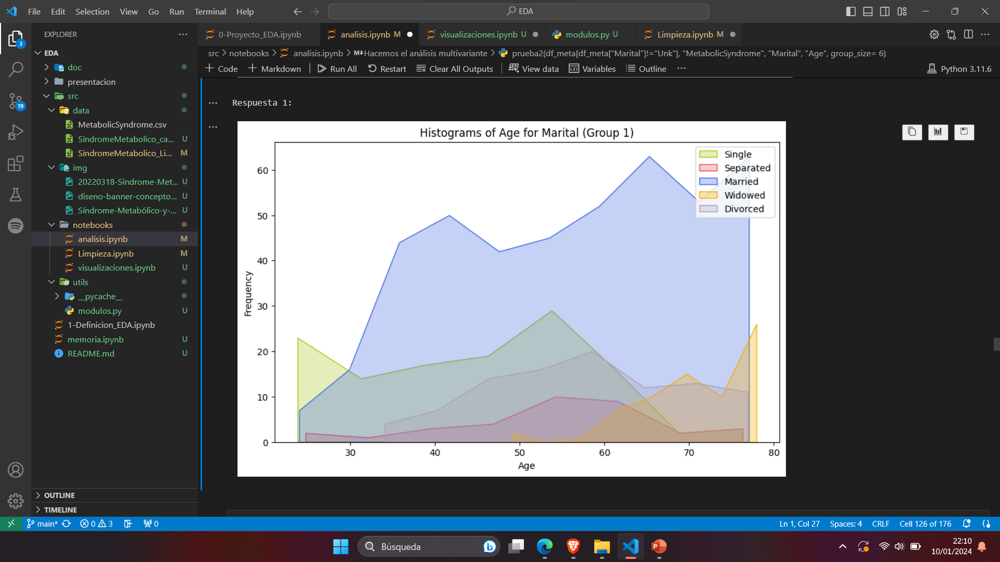 File Edit Selection View Go Run Terminal Help
EDA
EXPLORER
0-Proyecto_EDA.ipynb
analisis.ipynb M
visualizaciones.ipynb U
modulos.py U
Limpieza.ipynb M
src > notebooks > analisis.ipynb > M↓Hacemos el análisis multivariante > prueba2(df_meta[df_meta["Marital"]!="Unk"], "MetabolicSyndrome", "Marital", "Age", group_size= 6)
Code Markdown Run All Restart Clear All Outputs View data Variables Outline ... Python 3.11.6
3
19
EDA
doc
presentacion
src
data
MetabolicSyndrome.csv
SindromeMetabolico_ca... U
SindromeMetabolico_Li... M
img
20220318-Sindrome-Met... U
diseno-banner-concepto... U
Síndrome-Metabólico-y-... U
notebooks
analisis.ipynb M
Limpieza.ipynb M
visualizaciones.ipynb U
utils
__pycache__
modulos.py U
1-Definicion_EDA.ipynb
memoria.ipynb U
README.md U
OUTLINE
TIMELINE
Respuesta 1:
Histograms of Age for Marital (Group 1)
Single
Separated
Married
Widowed
Divorced
Frequency
60
50
40
30
20
10
0
30 40 50 60 70 80
Age
main* 0 3 0
Ln 1, Col 27 Spaces: 4 CRLF Cell 126 of 176
Búsqueda
22:10
10/01/2024